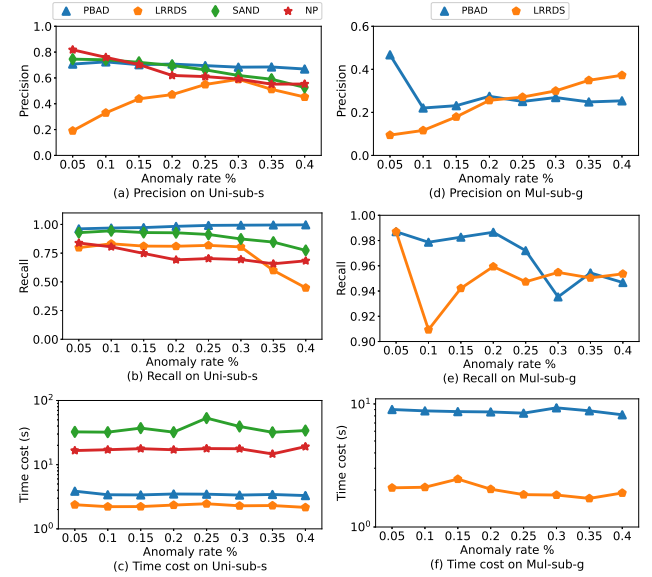 PBAD LRRDS SAND NP
1.0
0.8
0.6
0.4
0.2
0.0
Precision
0.05 0.1 0.15 0.2 0.25 0.3 0.35 0.4
Anomaly rate %
(a) Precision on Uni-sub-s
PBAD LRRDS
0.6
0.4
0.2
0.0
Precision
0.05 0.1 0.15 0.2 0.25 0.3 0.35 0.4
Anomaly rate %
(d) Precision on Mul-sub-g
1.00
0.75
0.50
0.25
0.00
Recall
0.05 0.1 0.15 0.2 0.25 0.3 0.35 0.4
Anomaly rate %
(b) Recall on Uni-sub-s
1.00
0.98
0.96
0.94
0.92
0.90
Recall
0.05 0.1 0.15 0.2 0.25 0.3 0.35 0.4
Anomaly rate %
(e) Recall on Mul-sub-g
10²
10¹
10⁰
Time cost (s)
0.05 0.1 0.15 0.2 0.25 0.3 0.35 0.4
Anomaly rate %
(c) Time cost on Uni-sub-s
10¹
10⁰
Time cost (s)
0.05 0.1 0.15 0.2 0.25 0.3 0.35 0.4
Anomaly rate %
(f) Time cost on Mul-sub-g